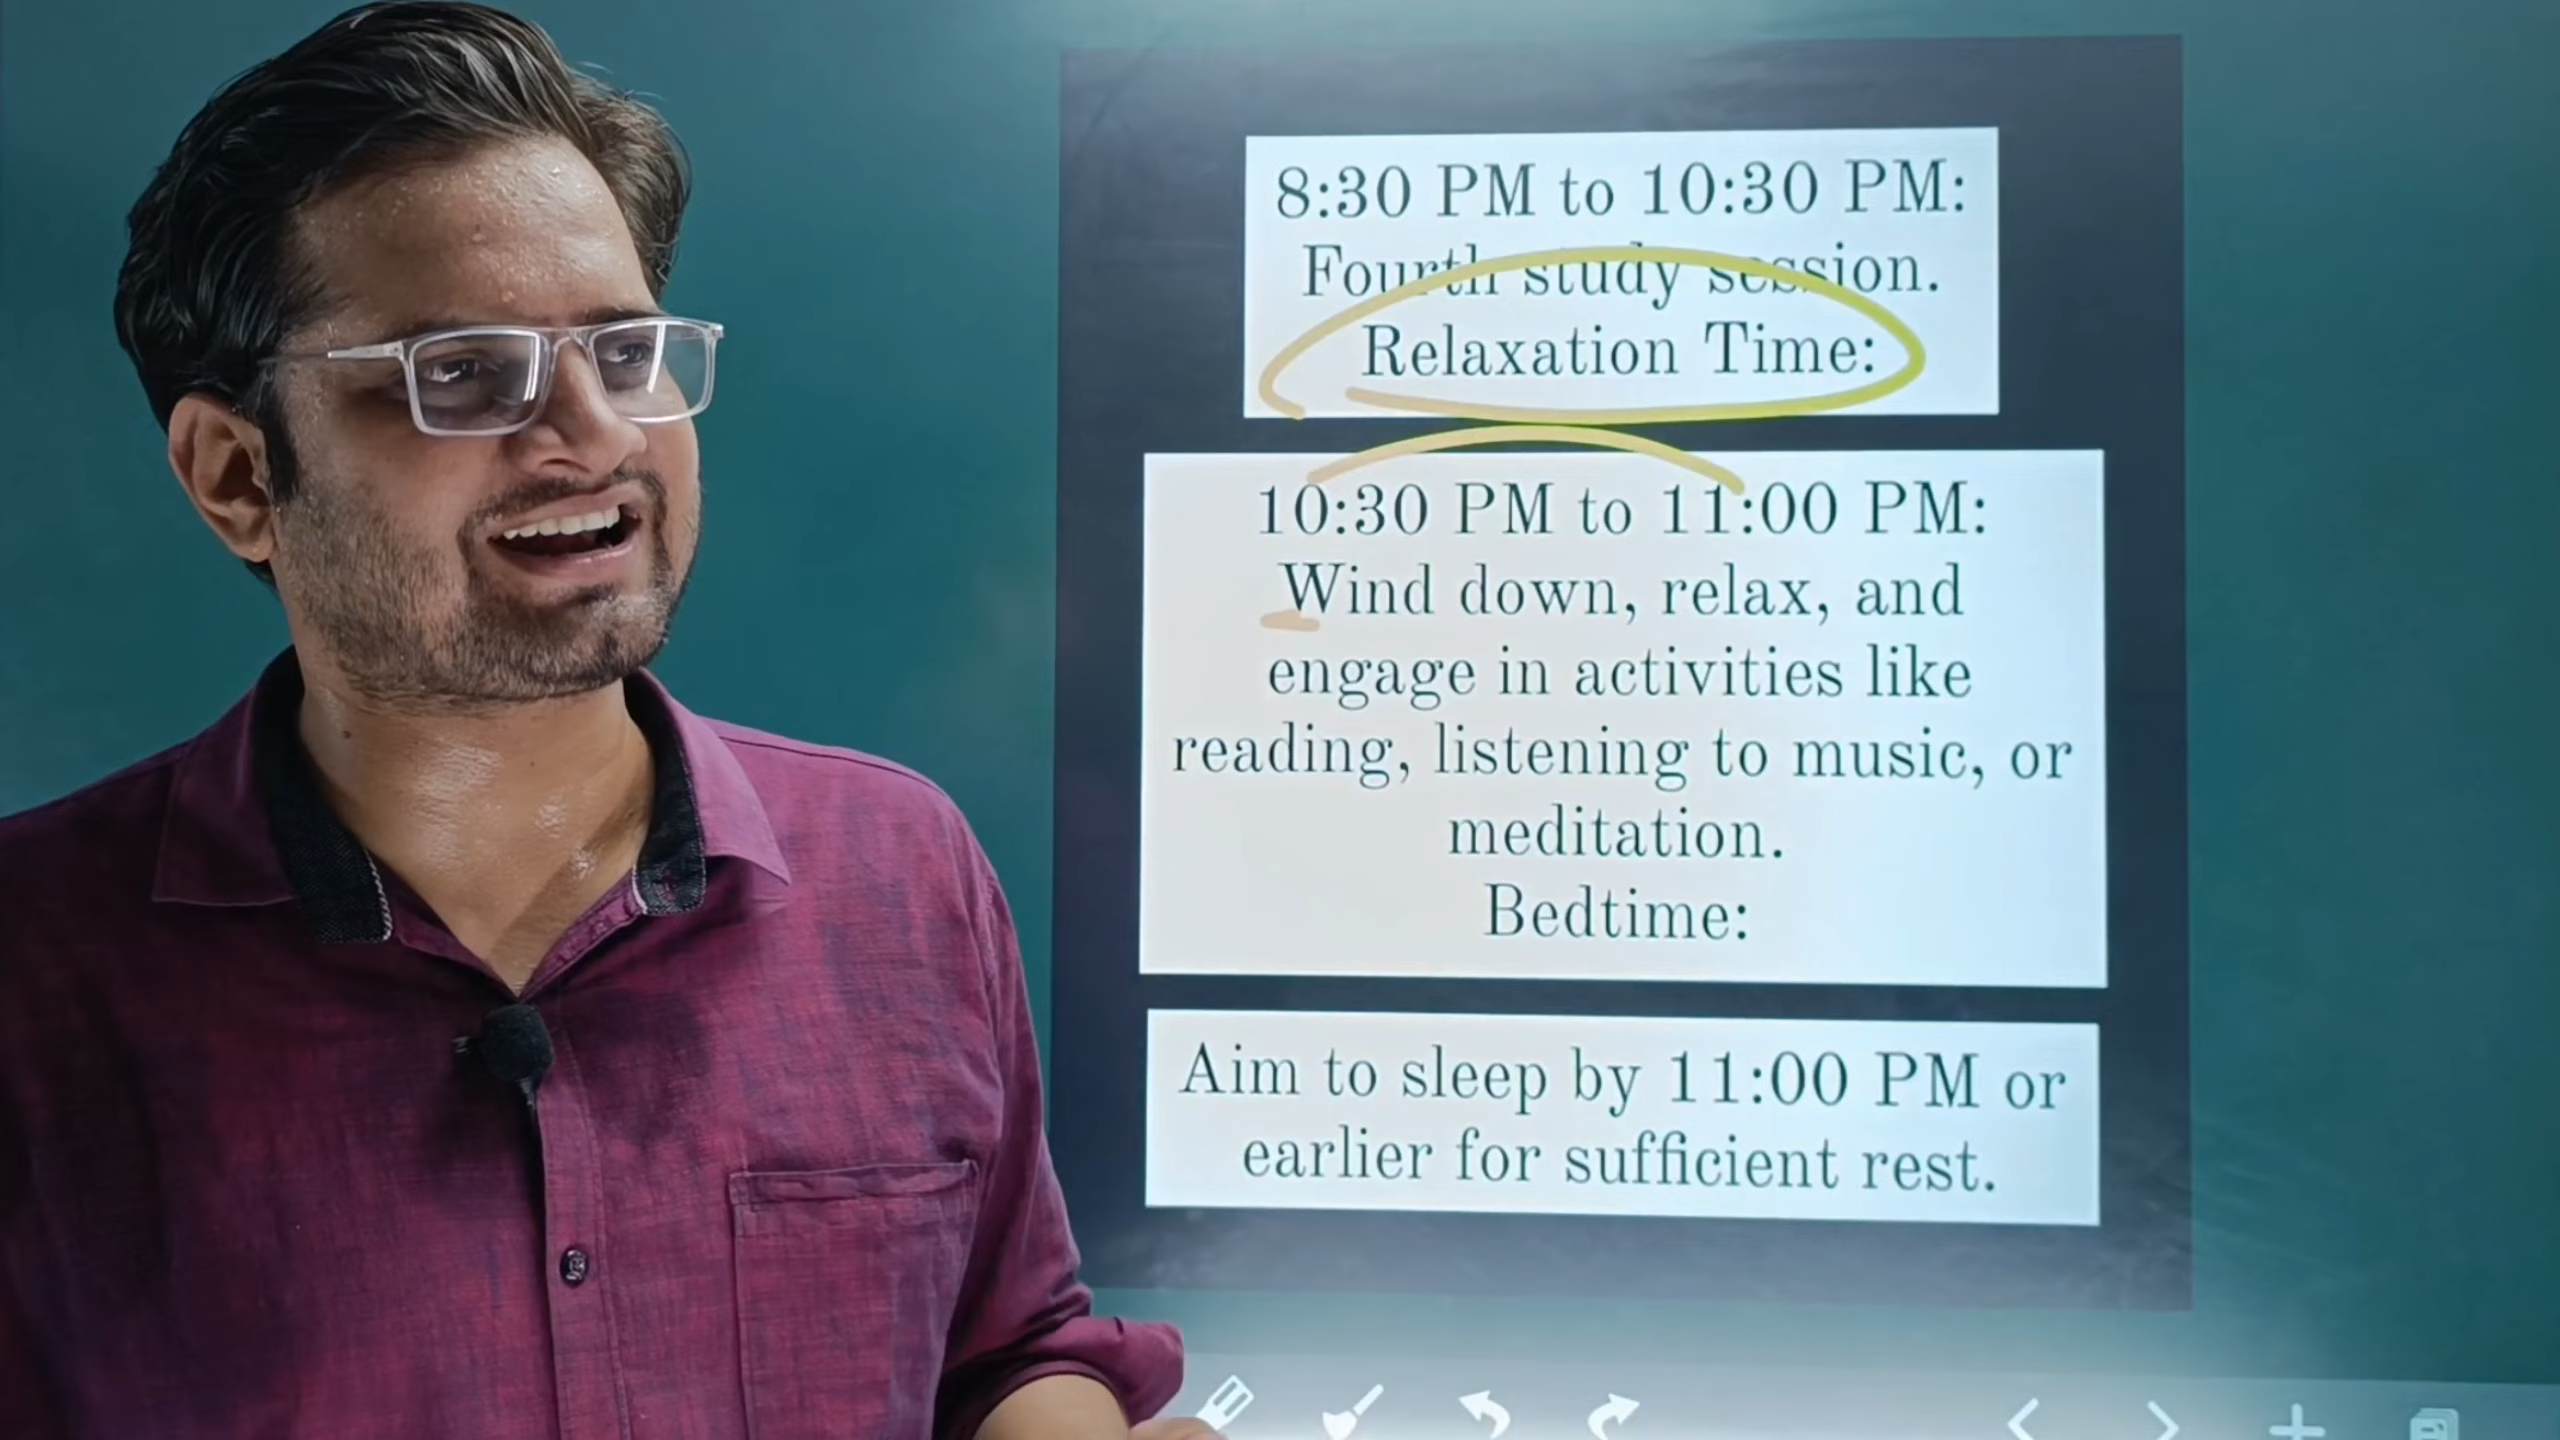 8:30 PM to 10:30 PM:
Fourth study session.
Relaxation Time:
10:30 PM to 11:00 PM:
Wind down, relax, and
engage in activities like
reading, listening to music, or
meditation.
Bedtime:
Aim to sleep by 11:00 PM or
earlier for sufficient rest.